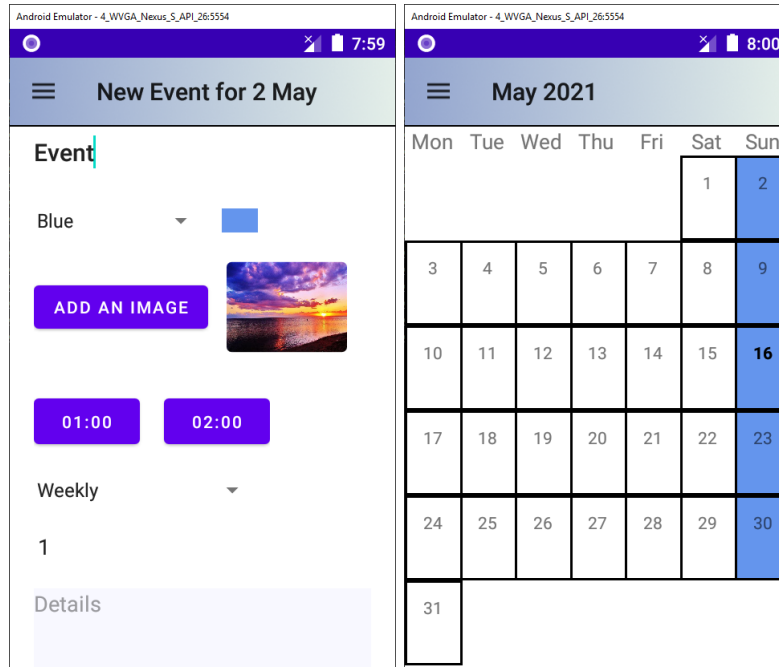 Android Emulator - 4_WVGA_Nexus_S_API_26:5554
7:59
New Event for 2 May
Event
Blue
ADD AN IMAGE
01:00 02:00
Weekly
1
Details
Android Emulator - 4_WVGA_Nexus_S_API_26:5554
8:00
May 2021
Mon Tue Wed Thu Fri Sat Sun
1 2
3 4 5 6 7 8 9
10 11 12 13 14 15 16
17 18 19 20 21 22 23
24 25 26 27 28 29 30
31